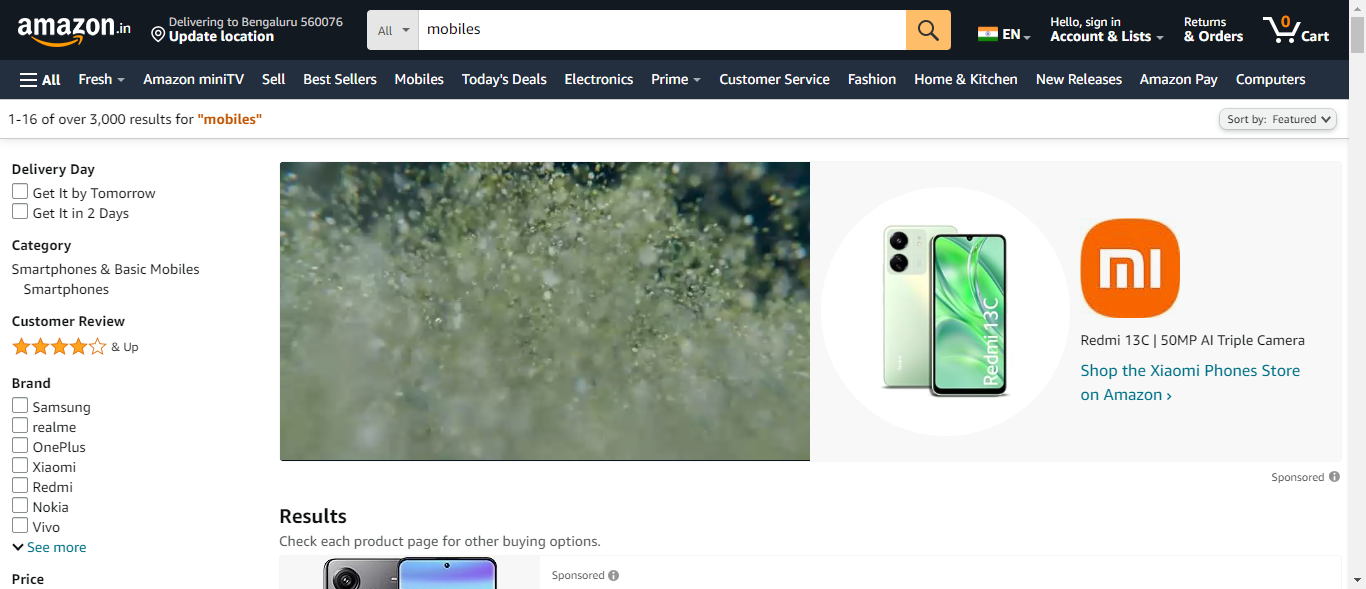 amazon.in
Delivering to Bengaluru 560076
Update location
All
mobiles
EN
Hello, sign in
Account & Lists
Returns
& Orders
0
Cart
All Fresh Amazon miniTV Sell Best Sellers Mobiles Today's Deals Electronics Prime Customer Service Fashion Home & Kitchen New Releases Amazon Pay Computers
1-16 of over 3,000 results for "mobiles"
Sort by: Featured
Delivery Day
Get It by Tomorrow
Get It in 2 Days
Category
Smartphones & Basic Mobiles
Smartphones
Customer Review
& Up
Brand
Samsung
realme
OnePlus
Xiaomi
Redmi
Nokia
Vivo
See more
Price
Redmi 13C
mi
Redmi 13C | 50MP AI Triple Camera
Shop the Xiaomi Phones Store
on Amazon ›
Sponsored
Results
Check each product page for other buying options.
Sponsored